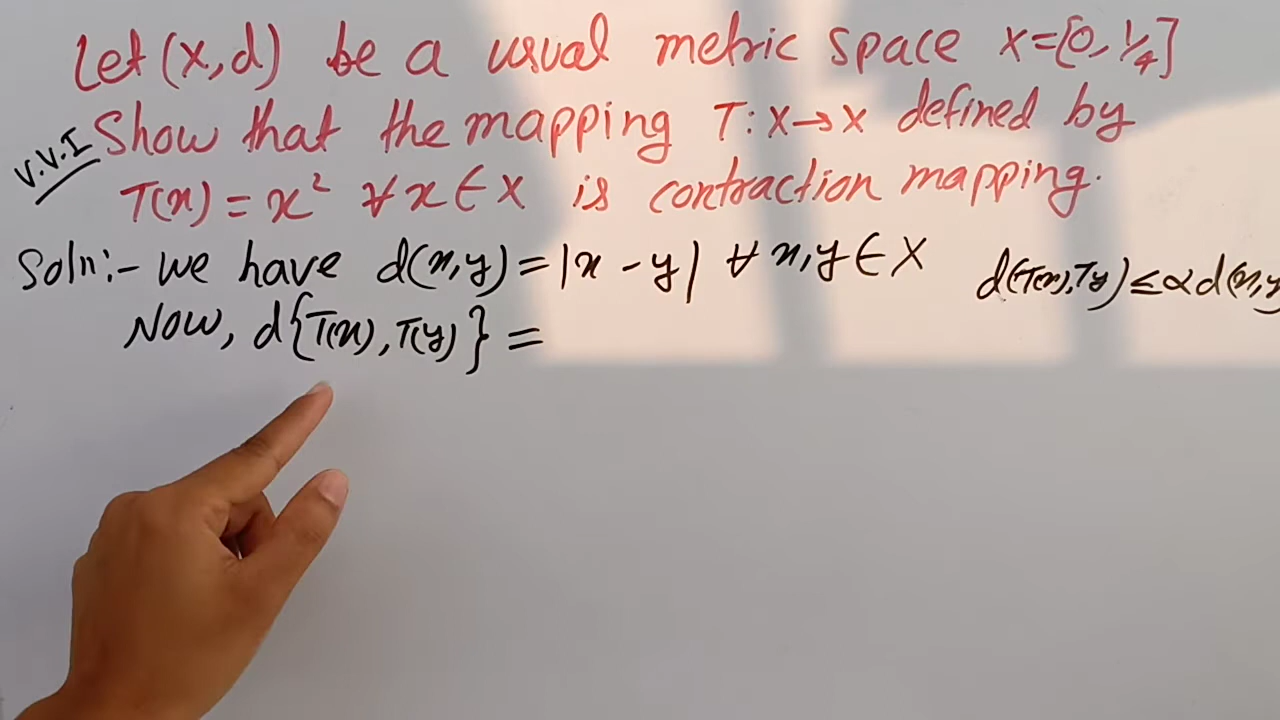 Let (X,d) be a usual metric space X=[0,1/4]
V.V.I
Show that the mapping T:X→X defined by
T(x) = x² ∀ x ∈ X is contraction mapping.
Soln:- we have d(x,y) = |x - y| ∀ x,y ∈ X
d(T(x),Ty) ≤ αd(x,y
Now, d{T(x),T(y)} =